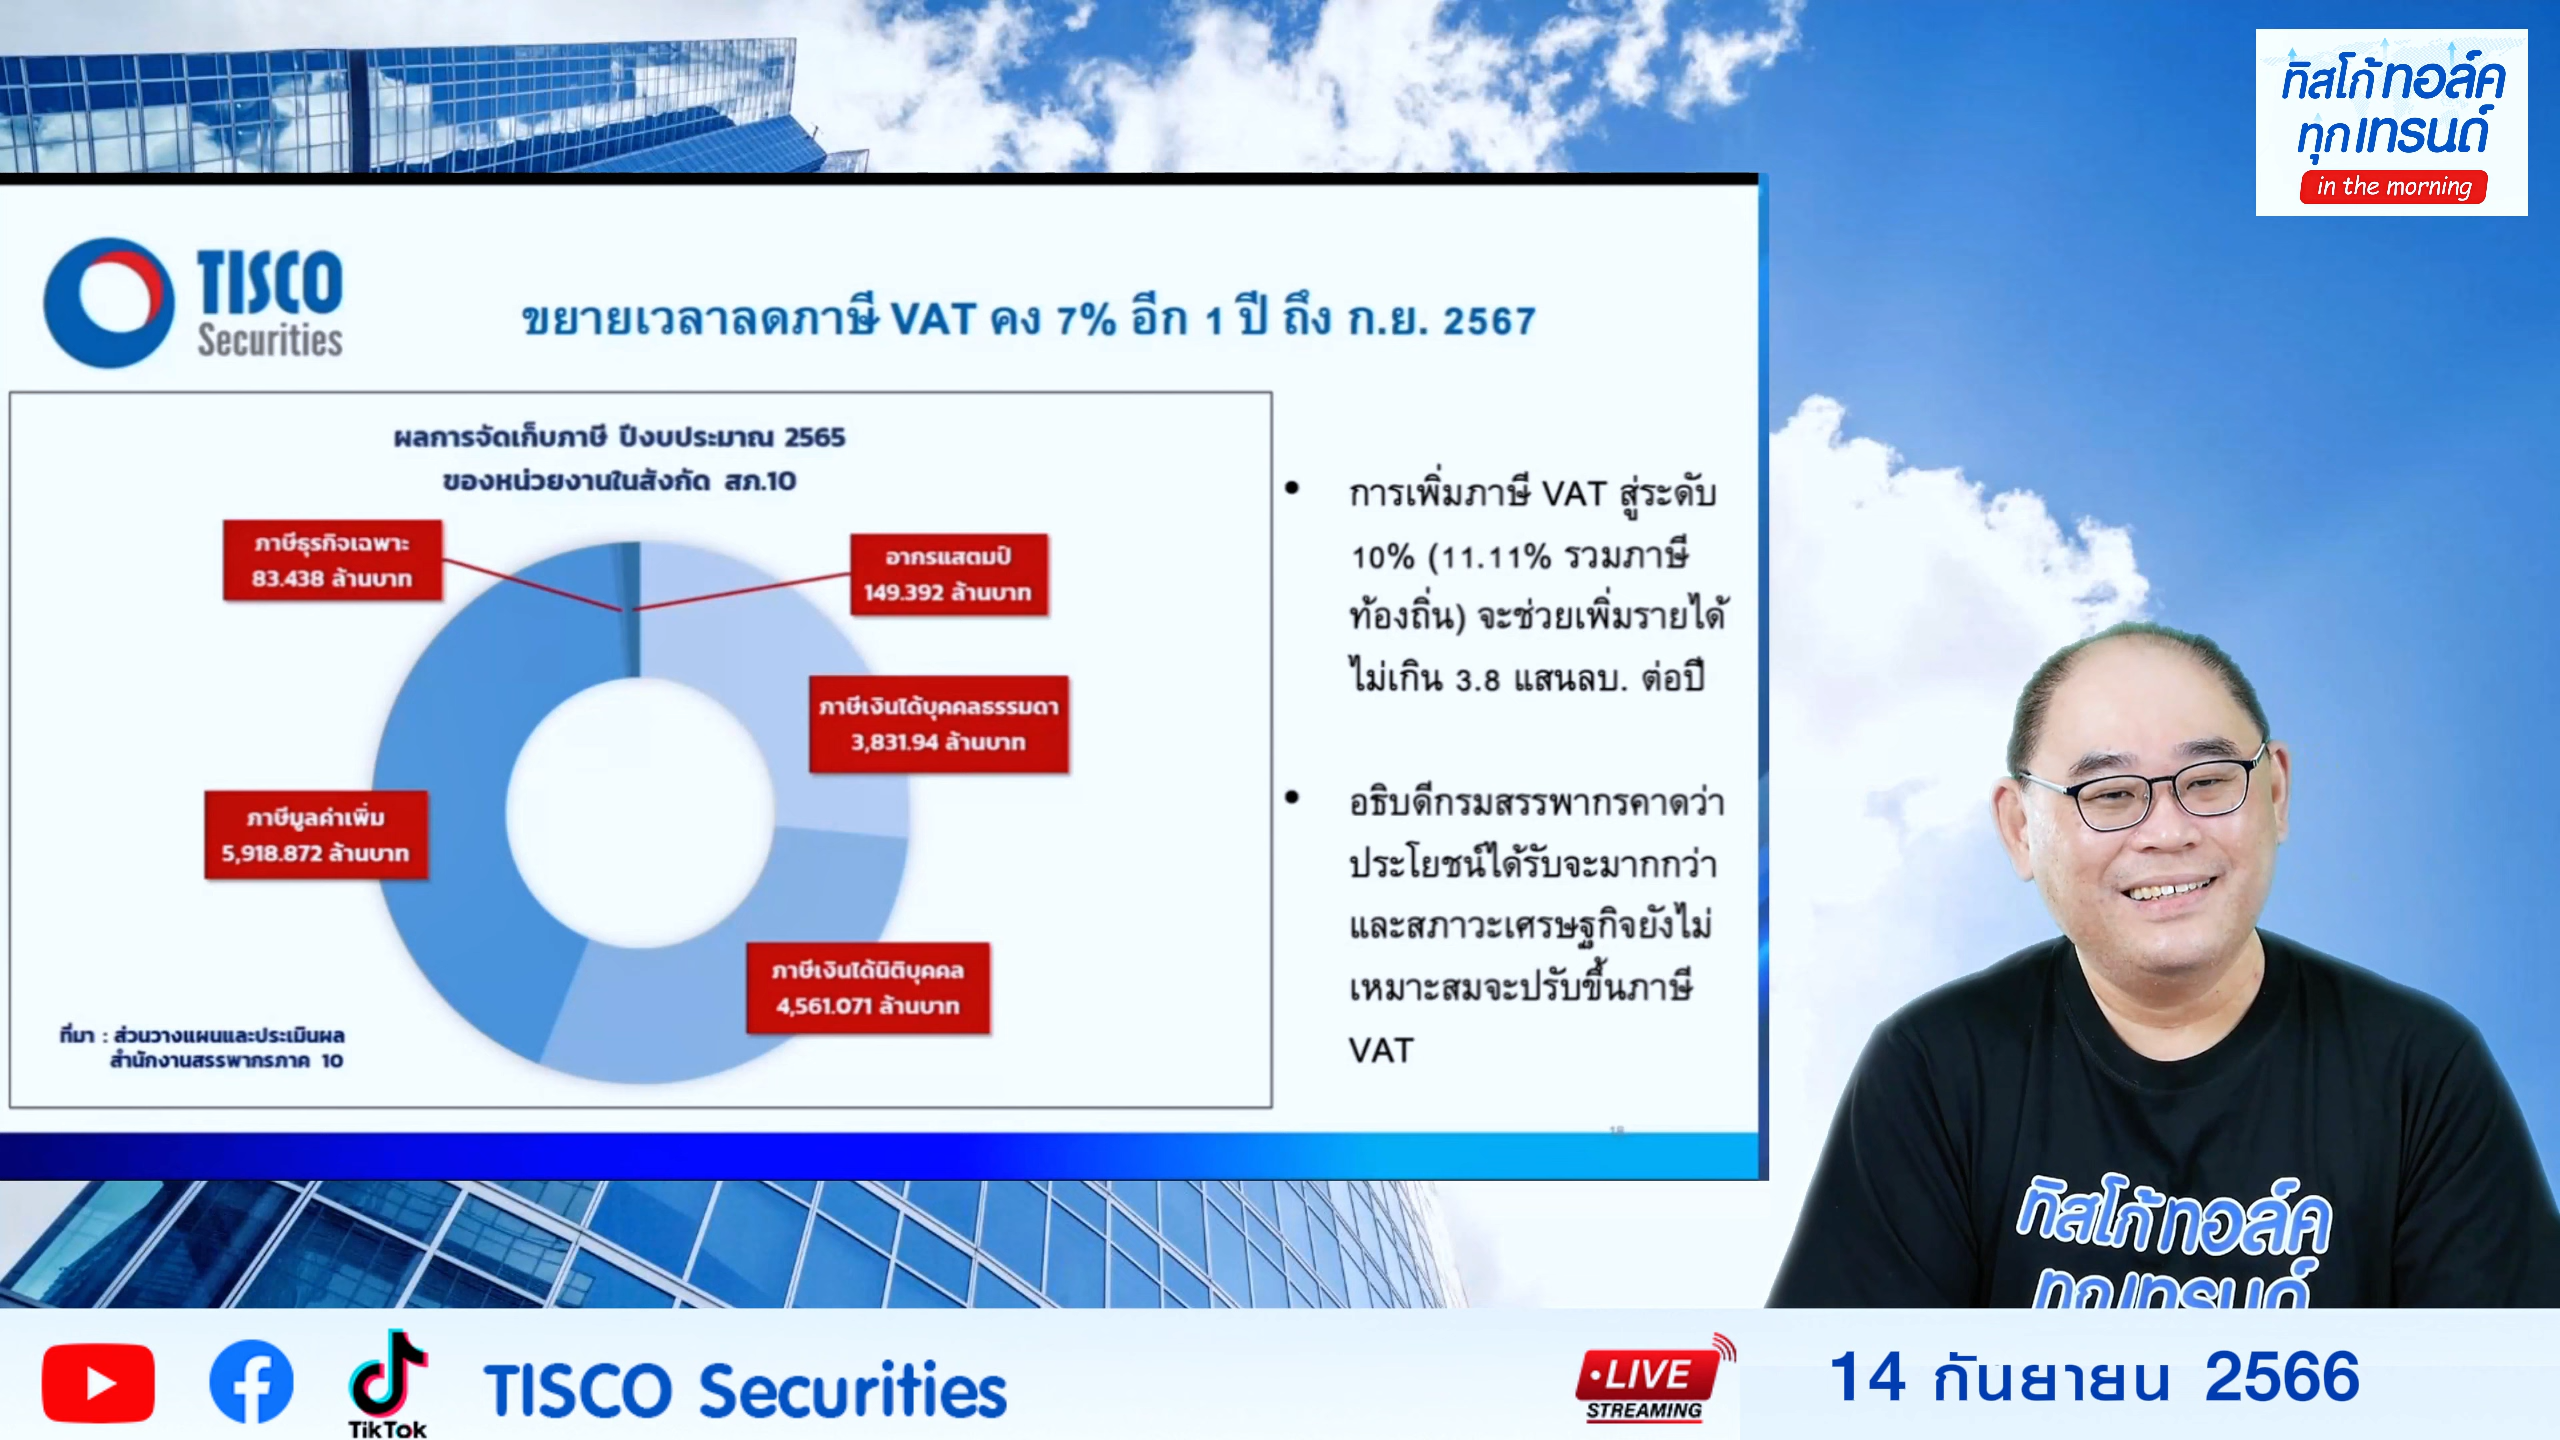 ทิสโก้ทอล์ค
ทุกเทรนด์
in the morning
TISCO
Securities
ขยายเวลาลดภาษี VAT คง 7% อีก 1 ปี ถึง ก.ย. 2567
ผลการจัดเก็บภาษี ปีงบประมาณ 2565
ของหน่วยงานในสังกัด สภ.10
ภาษีธุรกิจเฉพาะ
83.438 ล้านบาท
อากรแสตมป์
149.392 ล้านบาท
ภาษีเงินได้บุคคลธรรมดา
3,831.94 ล้านบาท
ภาษีมูลค่าเพิ่ม
5,918.872 ล้านบาท
ภาษีเงินได้นิติบุคคล
4,561.071 ล้านบาท
ที่มา : ส่วนวางแผนและประเมินผล
สำนักงานสรรพากรภาค 10
• การเพิ่มภาษี VAT สู่ระดับ
10% (11.11% รวมภาษี
ท้องถิ่น) จะช่วยเพิ่มรายได้
ไม่เกิน 3.8 แสนลบ. ต่อปี
• อธิบดีกรมสรรพากรคาดว่า
ประโยชน์ได้รับจะมากกว่า
และสภาวะเศรษฐกิจยังไม่
เหมาะสมจะปรับขึ้นภาษี
VAT
18
ทิสโก้ทอล์ค
ทุกเทรนด์
TikTok
TISCO Securities
LIVE
STREAMING
14 กันยายน 2566